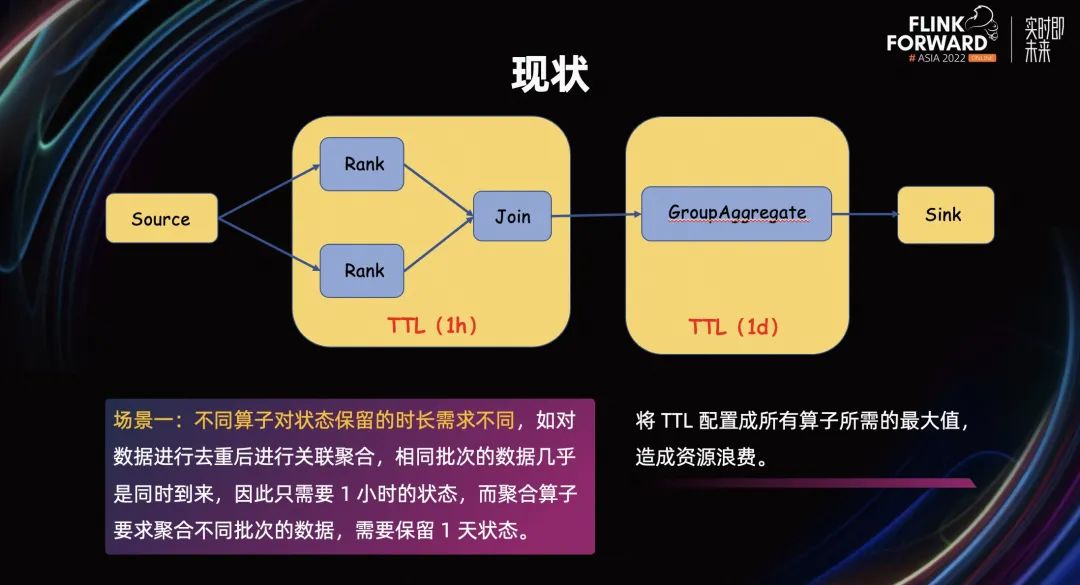 FLINK
FORWARD
# ASIA 2022 ONLINE
实时即
未来
现状
Source
Rank
Rank
Join
TTL（1h）
GroupAggregate
TTL（1d）
Sink
场景一：不同算子对状态保留的时长需求不同，如对
数据进行去重后进行关联聚合，相同批次的数据几乎
是同时到来，因此只需要 1 小时的状态，而聚合算子
要求聚合不同批次的数据，需要保留 1 天状态。
将 TTL 配置成所有算子所需的最大值，
造成资源浪费。